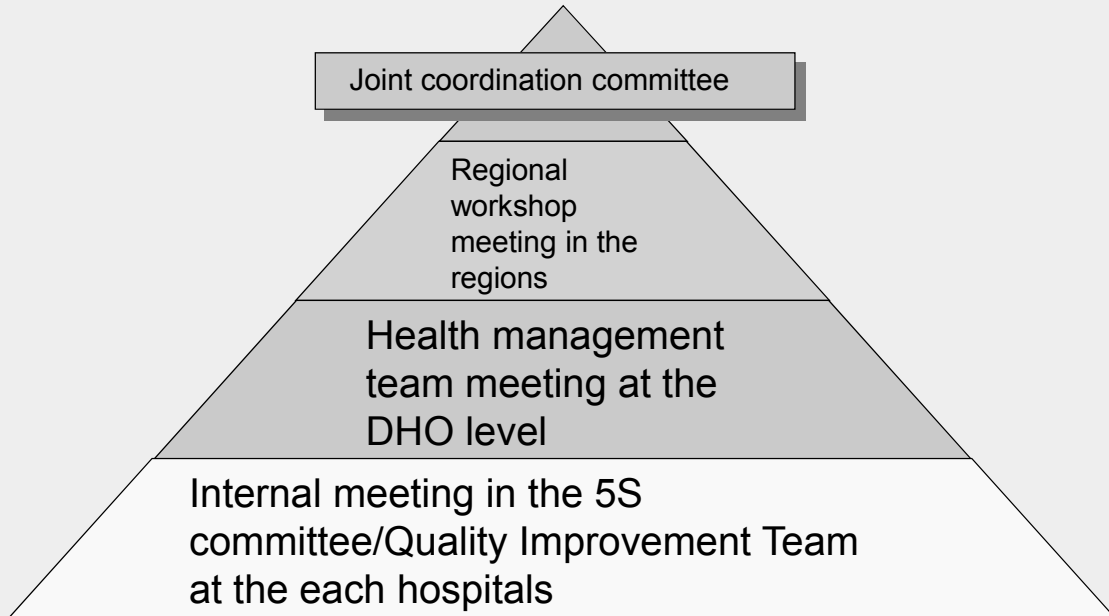 Joint coordination committee
Regional
workshop
meeting in the
regions
Health management
team meeting at the
DHO level
Internal meeting in the 5S
committee/Quality Improvement Team
at the each hospitals